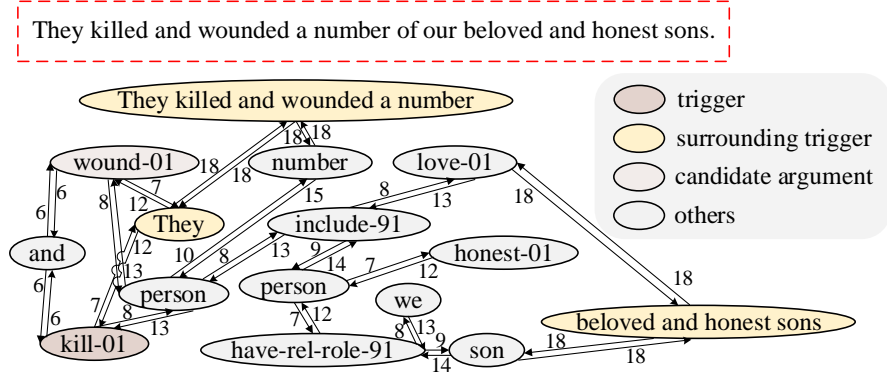 They killed and wounded a number of our beloved and honest sons.
They killed and wounded a number
trigger
surrounding trigger
candidate argument
others
18
18
wound-01
18
18
number
love-01
6
6
7
8
12
They
15
8
13
18
include-91
and
12
13
10
8
13
9
14
7
12
honest-01
6
6
7
person
person
we
18
8
13
7
12
8
13
beloved and honest sons
kill-01
have-rel-role-91
9
14
son
18
18